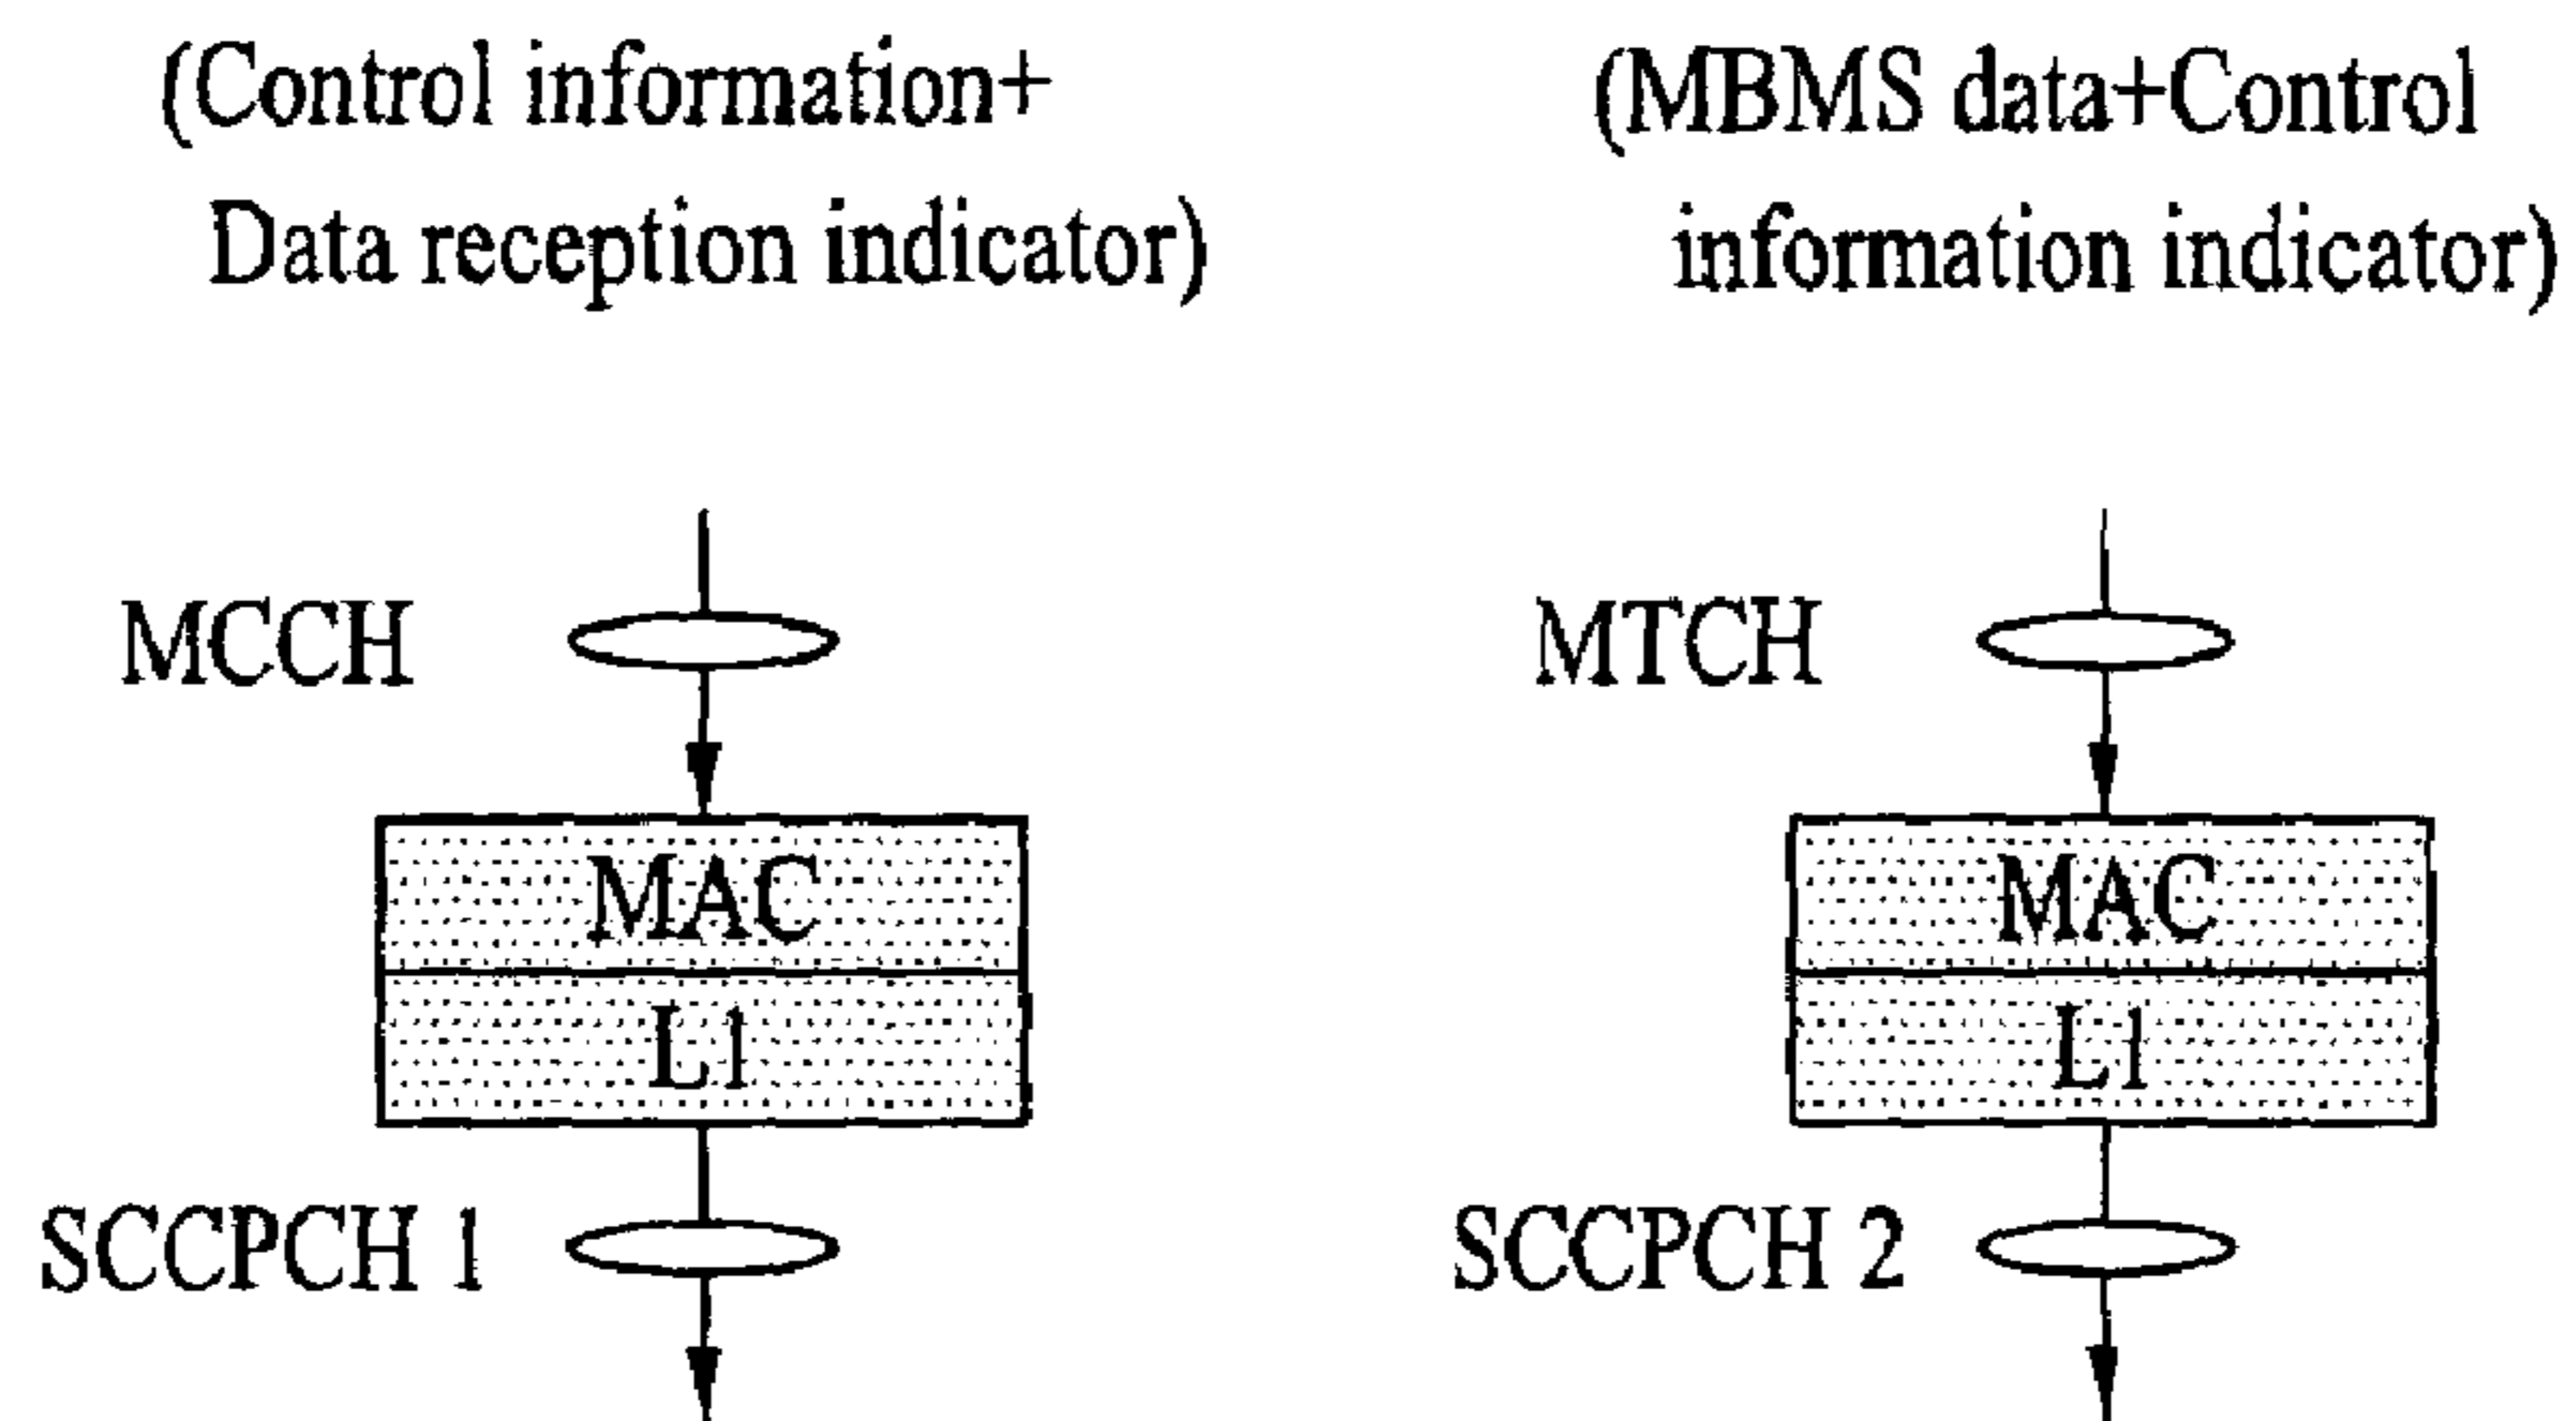 (Control information+
Data reception indicator)
MCCH
MAC
L1
SCCPCH 1
(MBMS data+Control
information indicator)
MTCH
MAC
L1
SCCPCH 2